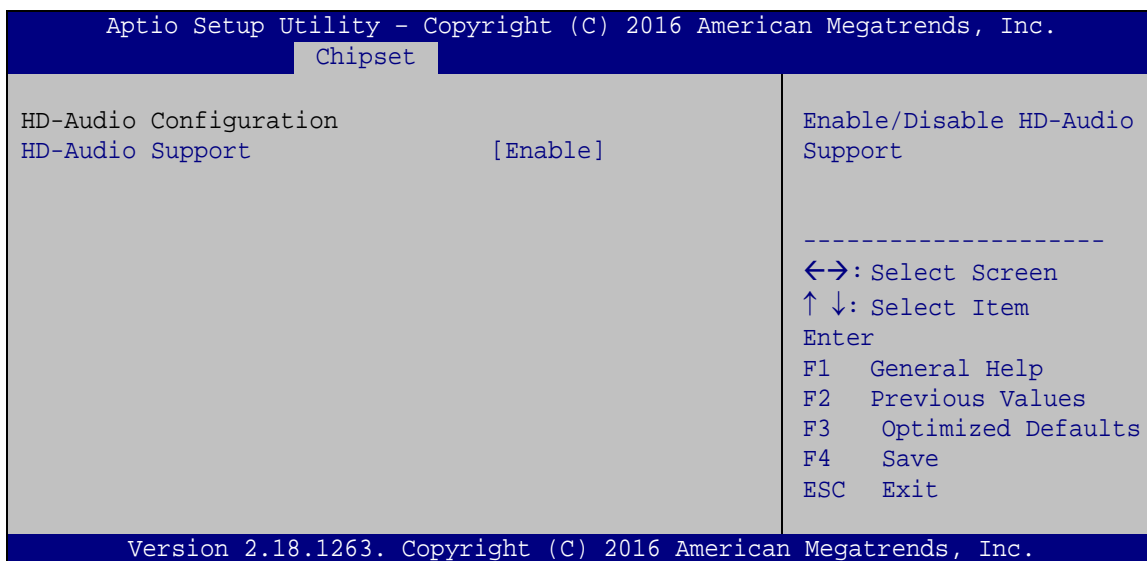 Aptio Setup Utility – Copyright (C) 2016 American Megatrends, Inc.
Chipset
HD-Audio Configuration
HD-Audio Support [Enable]
Enable/Disable HD-Audio
Support
---------------------
←→: Select Screen
↑ ↓: Select Item
Enter
F1 General Help
F2 Previous Values
F3 Optimized Defaults
F4 Save
ESC Exit
Version 2.18.1263. Copyright (C) 2016 American Megatrends, Inc.